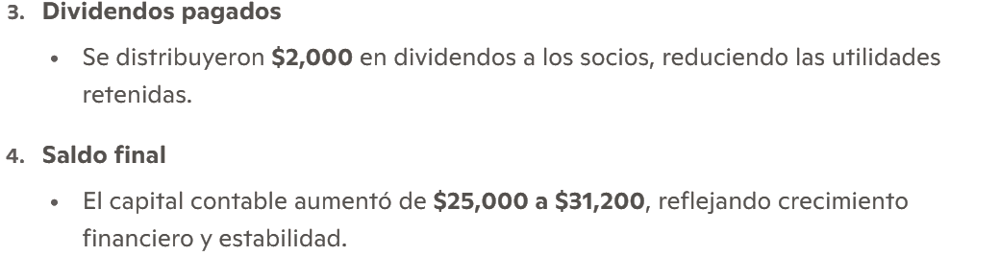 3. Dividendos pagados
• Se distribuyeron $2,000 en dividendos a los socios, reduciendo las utilidades
retenidas.
4. Saldo final
• El capital contable aumentó de $25,000 a $31,200, reflejando crecimiento
financiero y estabilidad.